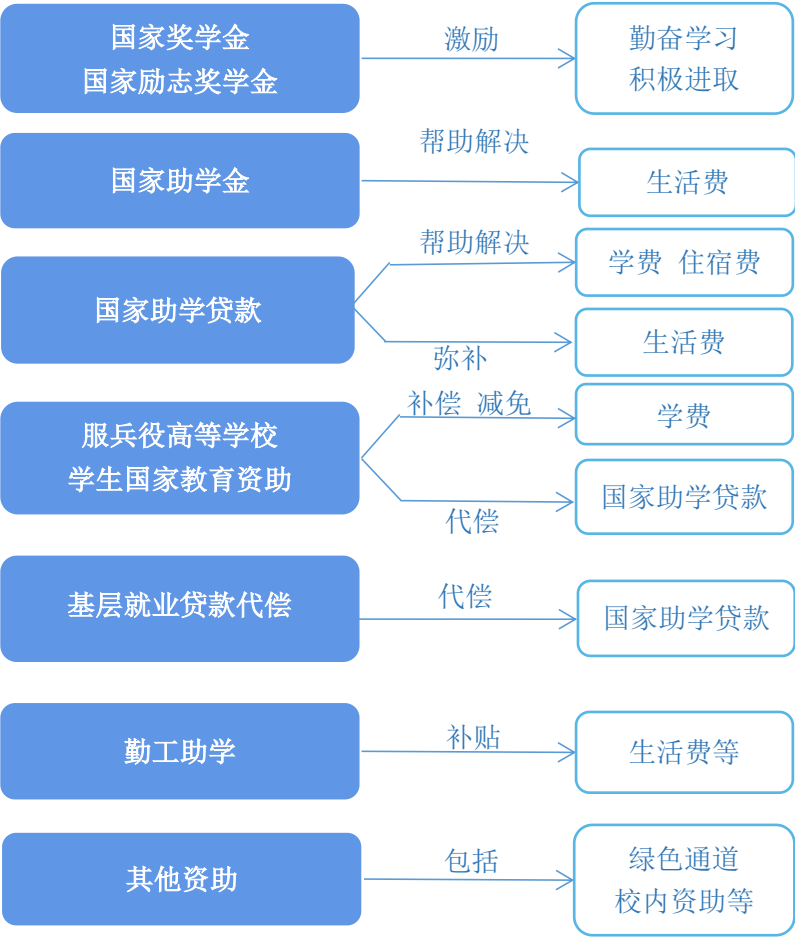 国家奖学金
国家励志奖学金
激励
勤奋学习
积极进取
国家助学金
帮助解决
生活费
国家助学贷款
帮助解决
学费 住宿费
弥补
生活费
服兵役高等学校
学生国家教育资助
补偿 减免
学费
代偿
国家助学贷款
基层就业贷款代偿
代偿
国家助学贷款
勤工助学
补贴
生活费等
其他资助
包括
绿色通道
校内资助等